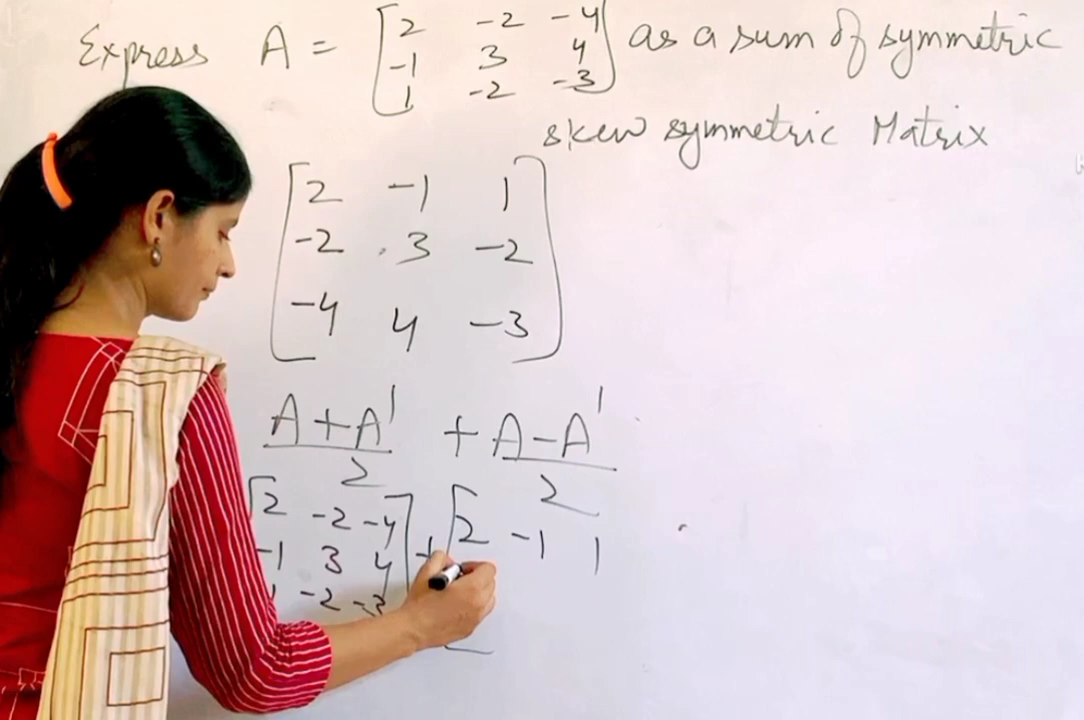 Express A = [2 -2 -4 as a sum of symmetric
-1 3 4
1 -2 -3]
skew symmetric Matrix
[2 -1 1
-2 3 -2
-4 4 -3]
A + A' + A - A'
2 2
[2 -2 -4 [2 -1 1
-1 3 4] +
-2 -3